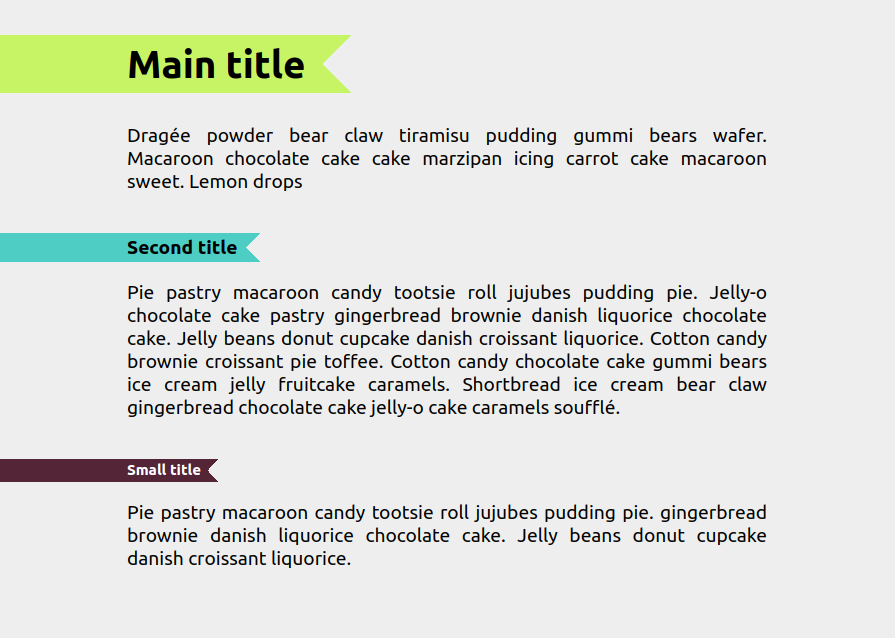 Main title
Dragée powder bear claw tiramisu pudding gummi bears wafer.
Macaroon chocolate cake cake marzipan icing carrot cake macaroon
sweet. Lemon drops
Second title
Pie pastry macaroon candy tootsie roll jujubes pudding pie. Jelly-o
chocolate cake pastry gingerbread brownie danish liquorice chocolate
cake. Jelly beans donut cupcake danish croissant liquorice. Cotton candy
brownie croissant pie toffee. Cotton candy chocolate cake gummi bears
ice cream jelly fruitcake caramels. Shortbread ice cream bear claw
gingerbread chocolate cake jelly-o cake caramels soufflé.
Small title
Pie pastry macaroon candy tootsie roll jujubes pudding pie. gingerbread
brownie danish liquorice chocolate cake. Jelly beans donut cupcake
danish croissant liquorice.